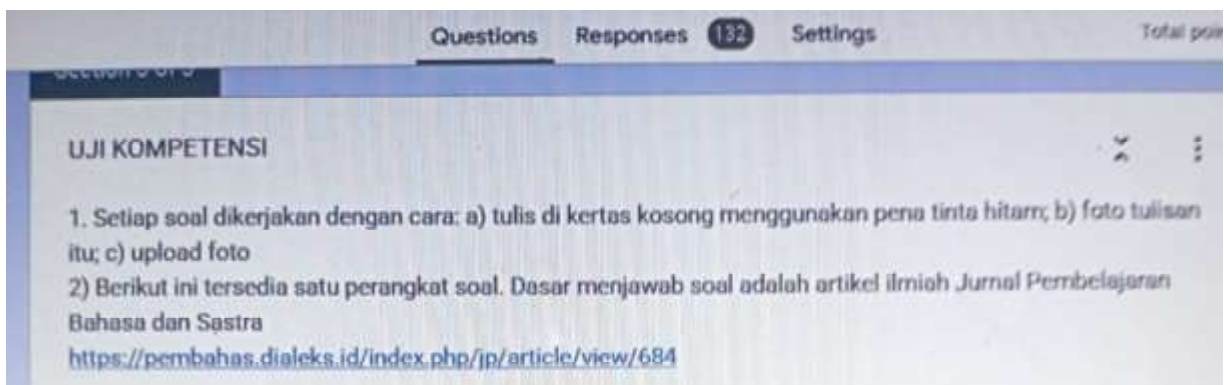 Questions Responses 132 Settings Total
UJI KOMPETENSI
1. Setiap soal dikerjakan dengan cara: a) tulis di kertas kosong menggunakan pena tinta hitam; b) foto tulisan
itu; c) upload foto
2) Berikut ini tersedia satu perangkat soal. Dasar menjawab soal adalah artikel ilmiah Jurnal Pembelajaran
Bahasa dan Sastra
https://pembahas.dialeks.id/index.php/jp/article/view/684